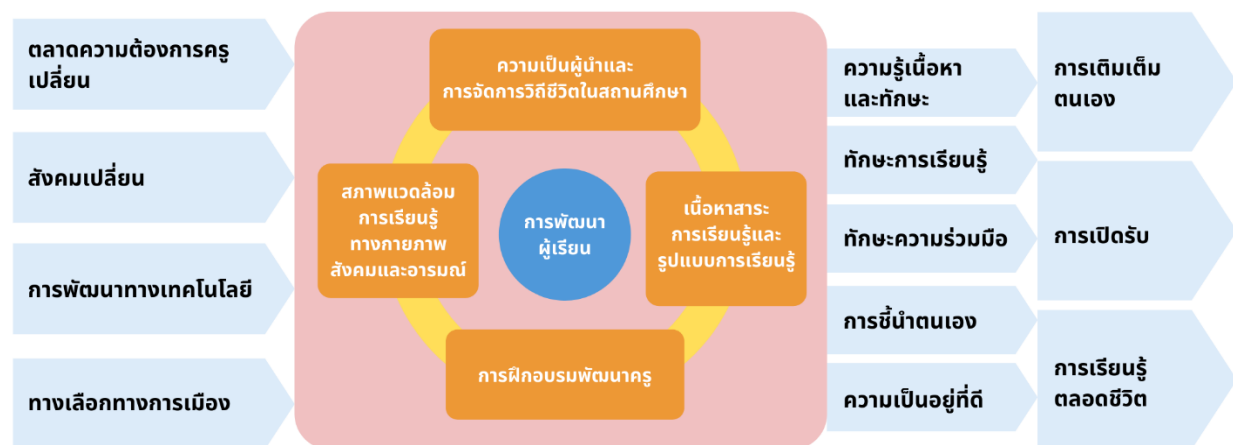 ตลาดความต้องการครู
เปลี่ยน
สังคมเปลี่ยน
การพัฒนาทางเทคโนโลยี
ทางเลือกทางการเมือง
ความเป็นผู้นำและ
การจัดการวิถีชีวิตในสถานศึกษา
สภาพแวดล้อม
การเรียนรู้
ทางกายภาพ
สังคมและอารมณ์
การพัฒนา
ผู้เรียน
เนื้อหาสาระ
การเรียนรู้และ
รูปแบบการเรียนรู้
การฝึกอบรมพัฒนาครู
ความรู้เนื้อหา
และทักษะ
ทักษะการเรียนรู้
ทักษะความร่วมมือ
การชี้นำตนเอง
ความเป็นอยู่ที่ดี
การเติมเต็ม
ตนเอง
การเปิดรับ
การเรียนรู้
ตลอดชีวิต